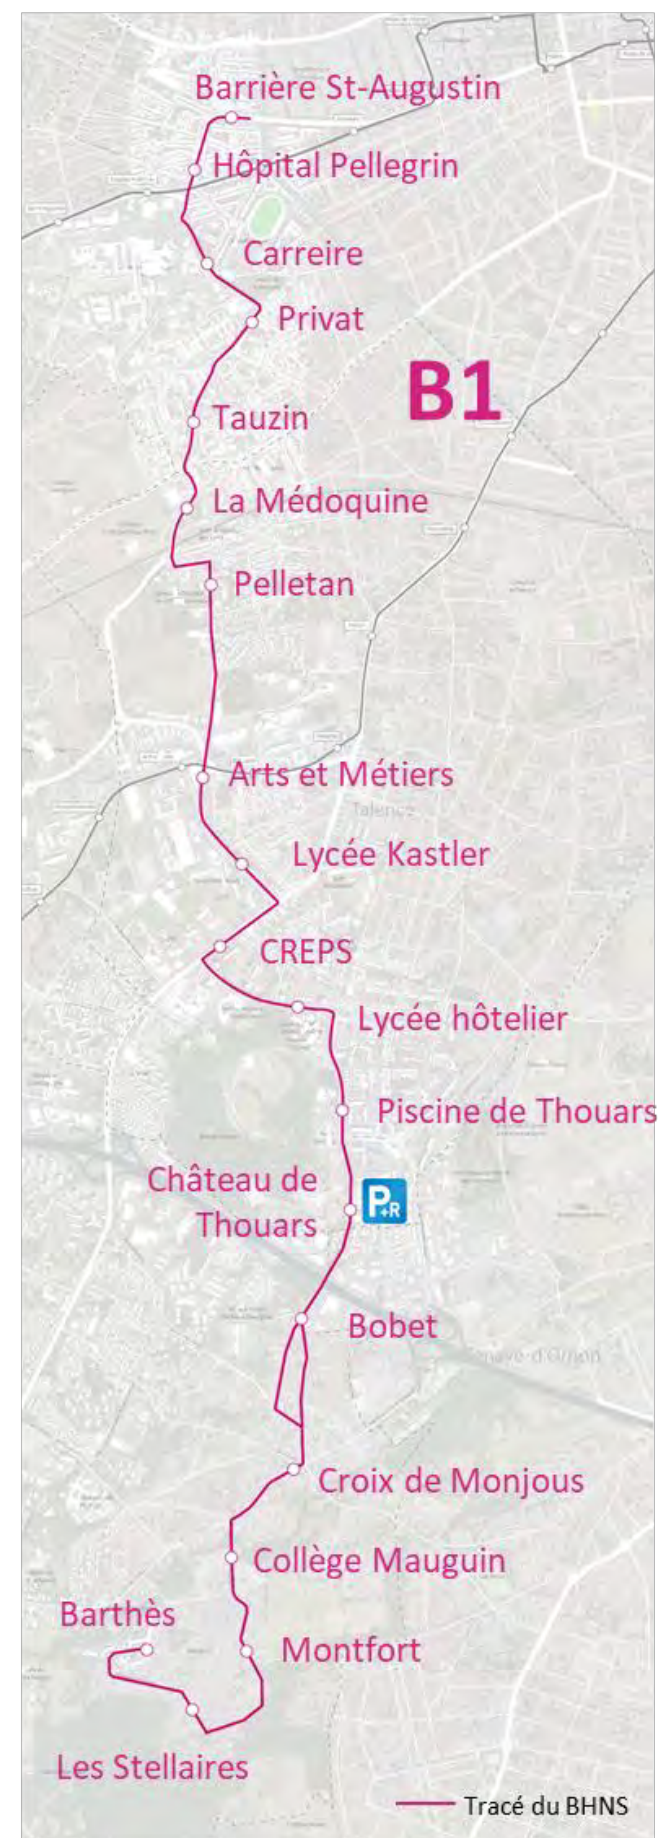 Barrière St-Augustin
Hôpital Pellegrin
Carreire
Privat
B1
Tauzin
La Médoquine
Pelletan
Arts et Métiers
Talence
Lycée Kastler
CREPS
Lycée hôtelier
Piscine de Thouars
Château de
Thouars
P+R
Bobet
Croix de Monjous
Collège Mauguin
Barthès
Montfort
Les Stellaires
Tracé du BHNS